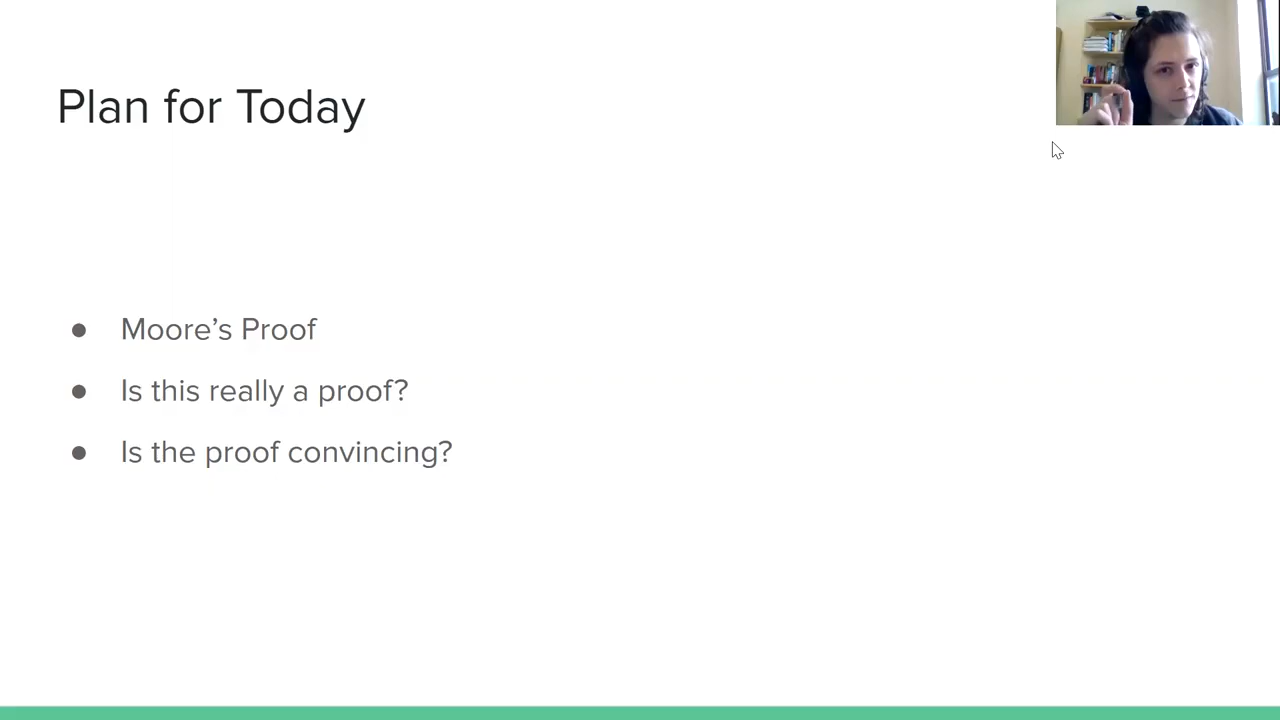 Plan for Today
● Moore’s Proof
● Is this really a proof?
● Is the proof convincing?